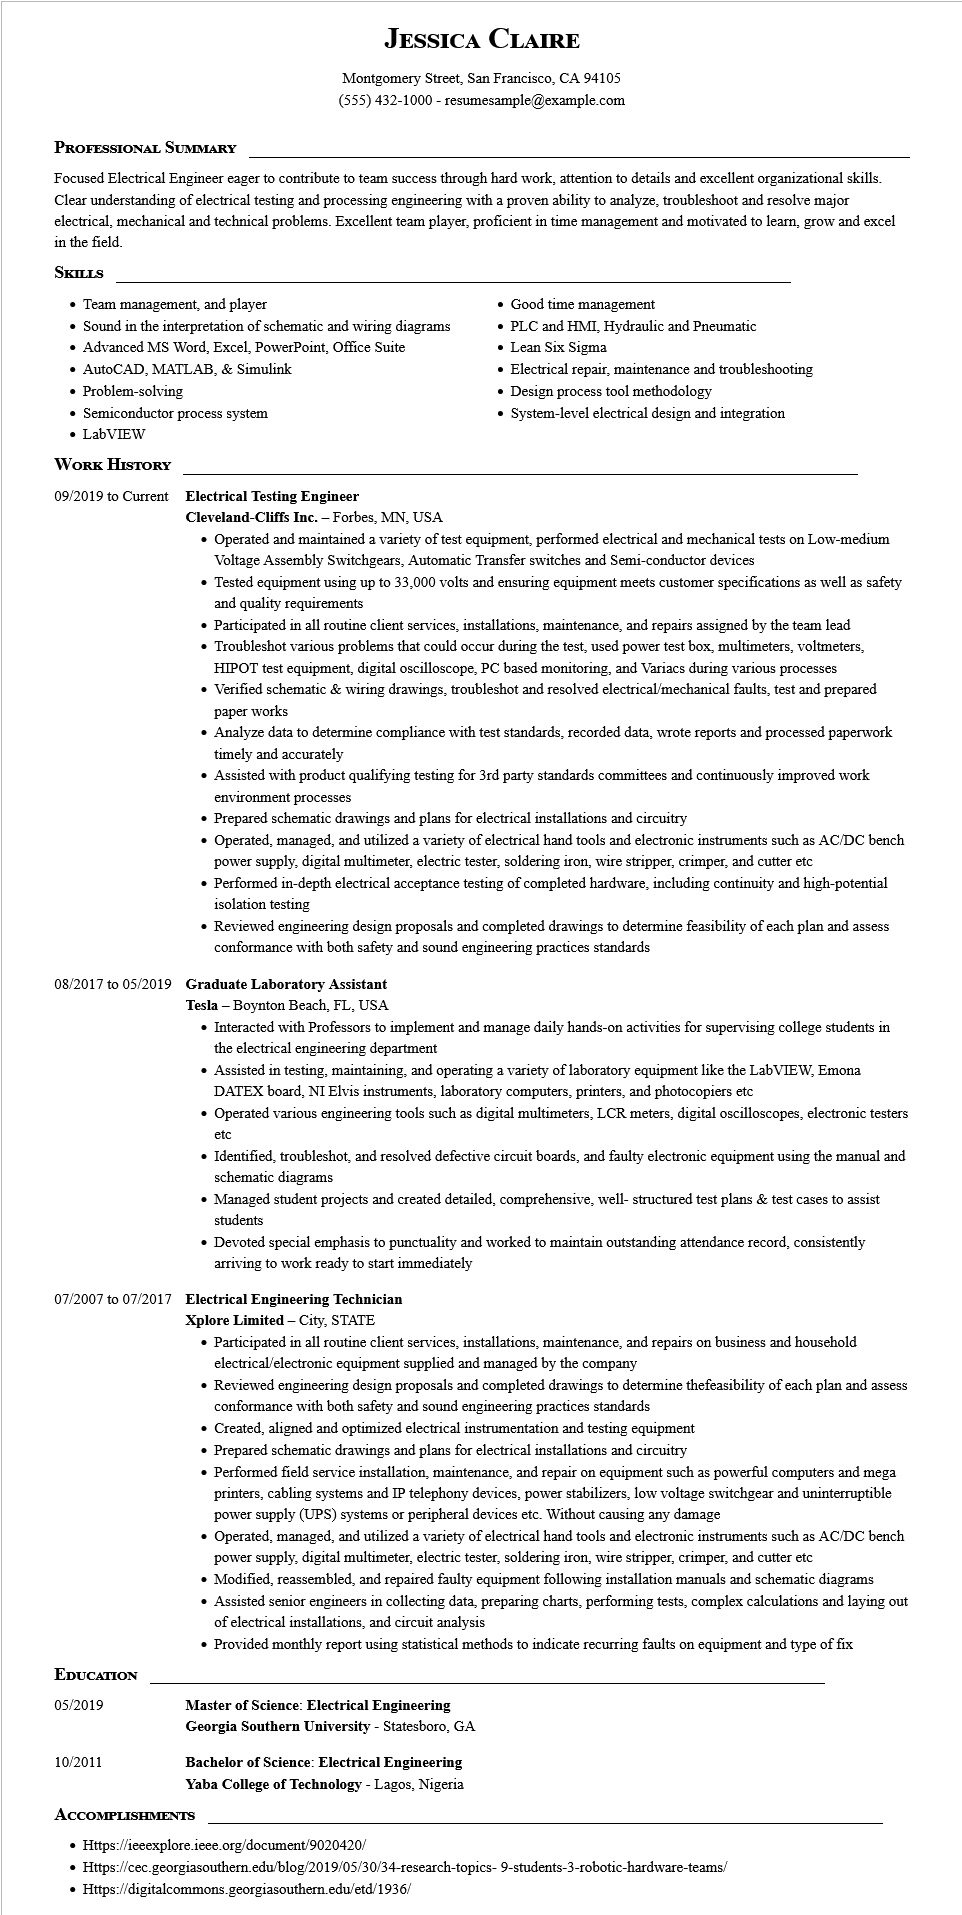 Jessica Claire
Montgomery Street, San Francisco, CA 94105
(555) 432-1000 - resumesample@example.com
Professional Summary
Focused Electrical Engineer eager to contribute to team success through hard work, attention to details and excellent organizational skills.
Clear understanding of electrical testing and processing engineering with a proven ability to analyze, troubleshoot and resolve major
electrical, mechanical and technical problems. Excellent team player, proficient in time management and motivated to learn, grow and excel
in the field.
Skills
• Team management, and player
• Sound in the interpretation of schematic and wiring diagrams
• Advanced MS Word, Excel, PowerPoint, Office Suite
• AutoCAD, MATLAB, & Simulink
• Problem-solving
• Semiconductor process system
• LabVIEW
• Good time management
• PLC and HMI, Hydraulic and Pneumatic
• Lean Six Sigma
• Electrical repair, maintenance and troubleshooting
• Design process tool methodology
• System-level electrical design and integration
Work History
09/2019 to Current Electrical Testing Engineer
Cleveland-Cliffs Inc. – Forbes, MN, USA
• Operated and maintained a variety of test equipment, performed electrical and mechanical tests on Low-medium
Voltage Assembly Switchgears, Automatic Transfer switches and Semi-conductor devices
• Tested equipment using up to 33,000 volts and ensuring equipment meets customer specifications as well as safety
and quality requirements
• Participated in all routine client services, installations, maintenance, and repairs assigned by the team lead
• Troubleshot various problems that could occur during the test, used power test box, multimeters, voltmeters,
HIPOT test equipment, digital oscilloscope, PC based monitoring, and Variacs during various processes
• Verified schematic & wiring drawings, troubleshot and resolved electrical/mechanical faults, test and prepared
paper works
• Analyze data to determine compliance with test standards, recorded data, wrote reports and processed paperwork
timely and accurately
• Assisted with product qualifying testing for 3rd party standards committees and continuously improved work
environment processes
• Prepared schematic drawings and plans for electrical installations and circuitry
• Operated, managed, and utilized a variety of electrical hand tools and electronic instruments such as AC/DC bench
power supply, digital multimeter, electric tester, soldering iron, wire stripper, crimper, and cutter etc
• Performed in-depth electrical acceptance testing of completed hardware, including continuity and high-potential
isolation testing
• Reviewed engineering design proposals and completed drawings to determine feasibility of each plan and assess
conformance with both safety and sound engineering practices standards
08/2017 to 05/2019 Graduate Laboratory Assistant
Tesla – Boynton Beach, FL, USA
• Interacted with Professors to implement and manage daily hands-on activities for supervising college students in
the electrical engineering department
• Assisted in testing, maintaining, and operating a variety of laboratory equipment like the LabVIEW, Emona
DATEX board, NI Elvis instruments, laboratory computers, printers, and photocopiers etc
• Operated various engineering tools such as digital multimeters, LCR meters, digital oscilloscopes, electronic testers
etc
• Identified, troubleshot, and resolved defective circuit boards, and faulty electronic equipment using the manual and
schematic diagrams
• Managed student projects and created detailed, comprehensive, well- structured test plans & test cases to assist
students
• Devoted special emphasis to punctuality and worked to maintain outstanding attendance record, consistently
arriving to work ready to start immediately
07/2007 to 07/2017 Electrical Engineering Technician
Xplore Limited – City, STATE
• Participated in all routine client services, installations, maintenance, and repairs on business and household
electrical/electronic equipment supplied and managed by the company
• Reviewed engineering design proposals and completed drawings to determine thefeasibility of each plan and assess
conformance with both safety and sound engineering practices standards
• Created, aligned and optimized electrical instrumentation and testing equipment
• Prepared schematic drawings and plans for electrical installations and circuitry
• Performed field service installation, maintenance, and repair on equipment such as powerful computers and mega
printers, cabling systems and IP telephony devices, power stabilizers, low voltage switchgear and uninterruptible
power supply (UPS) systems or peripheral devices etc. Without causing any damage
• Operated, managed, and utilized a variety of electrical hand tools and electronic instruments such as AC/DC bench
power supply, digital multimeter, electric tester, soldering iron, wire stripper, crimper, and cutter etc
• Modified, reassembled, and repaired faulty equipment following installation manuals and schematic diagrams
• Assisted senior engineers in collecting data, preparing charts, performing tests, complex calculations and laying out
of electrical installations, and circuit analysis
• Provided monthly report using statistical methods to indicate recurring faults on equipment and type of fix
Education
05/2019 Master of Science: Electrical Engineering
Georgia Southern University - Statesboro, GA
10/2011 Bachelor of Science: Electrical Engineering
Yaba College of Technology - Lagos, Nigeria
Accomplishments
• Https://ieeexplore.ieee.org/document/9020420/
• Https://cec.georgiasouthern.edu/blog/2019/05/30/34-research-topics- 9-students-3-robotic-hardware-teams/
• Https://digitalcommons.georgiasouthern.edu/etd/1936/